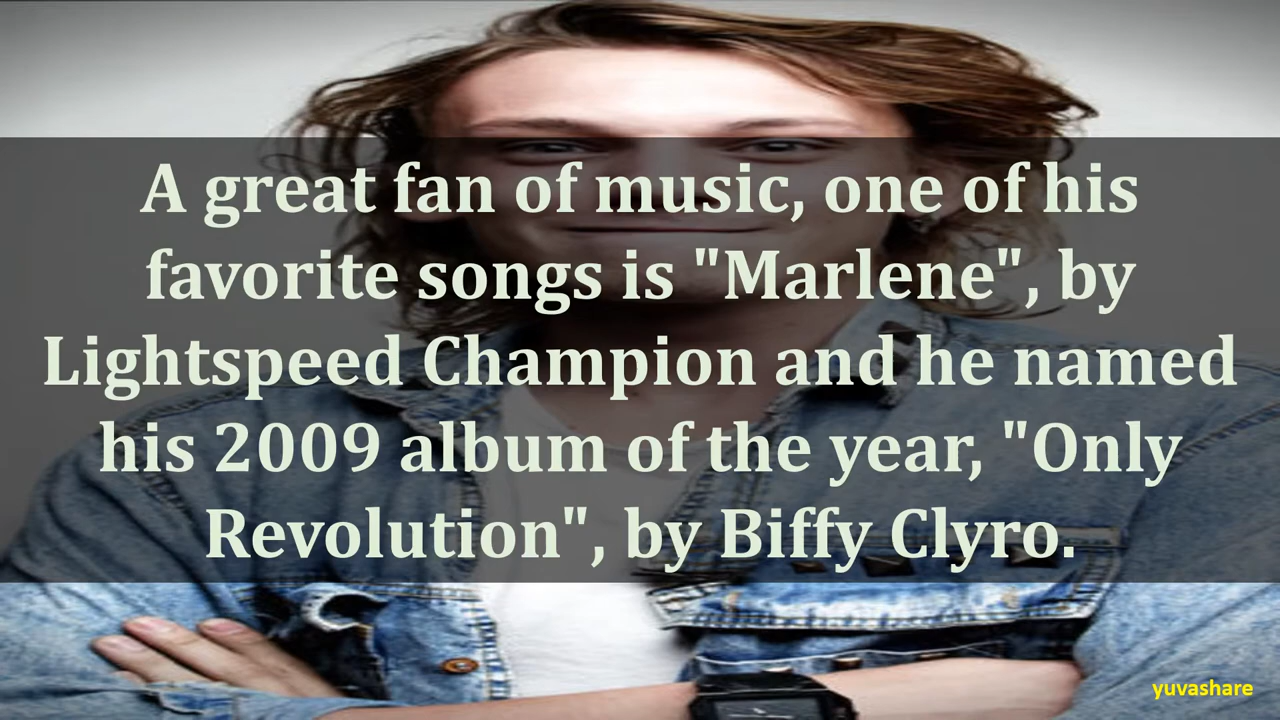 A great fan of music, one of his
favorite songs is "Marlene", by
Lightspeed Champion and he named
his 2009 album of the year, "Only
Revolution", by Biffy Clyro.
yuvashare